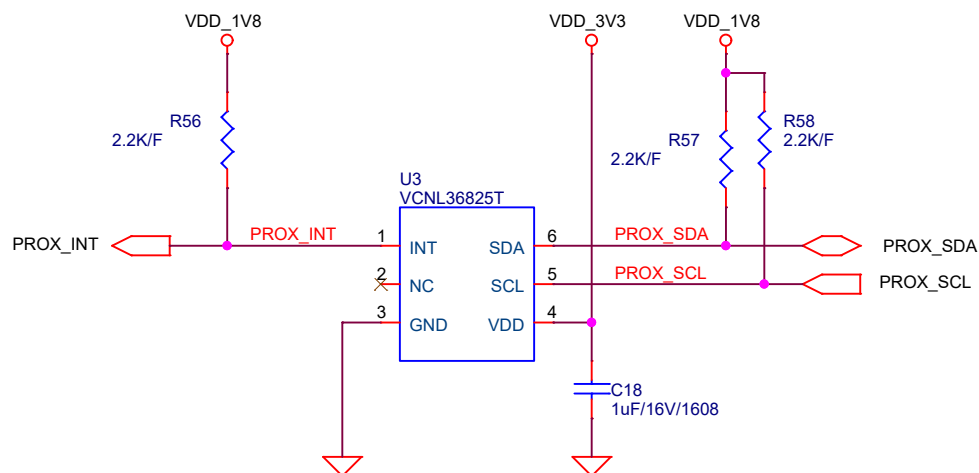 VDD_1V8
VDD_3V3
VDD_1V8
R56
2.2K/F
R57
2.2K/F
R58
2.2K/F
U3
VCNL36825T
PROX_INT
PROX_INT
1
INT
SDA
6
PROX_SDA
PROX_SDA
2
NC
SCL
5
PROX_SCL
PROX_SCL
3
GND
VDD
4
C18
1uF/16V/1608